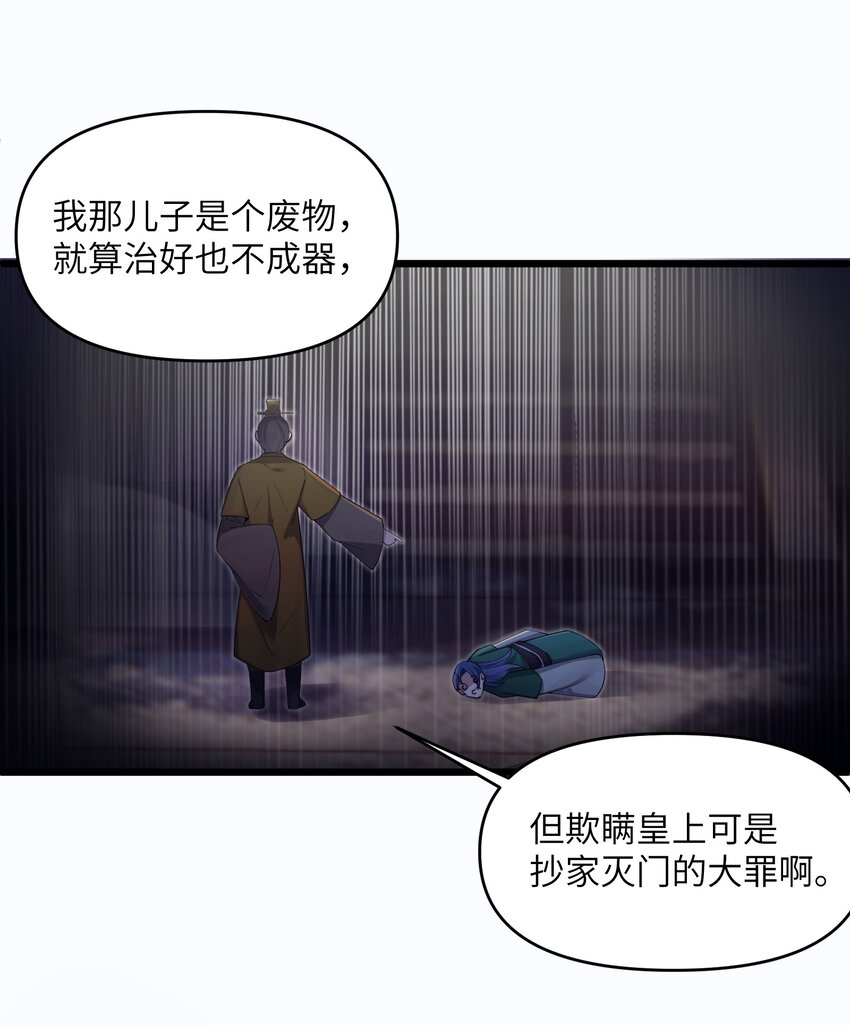 我那儿子是个废物，
就算治好也不成器，
但欺瞒皇上可是
抄家灭门的大罪啊。